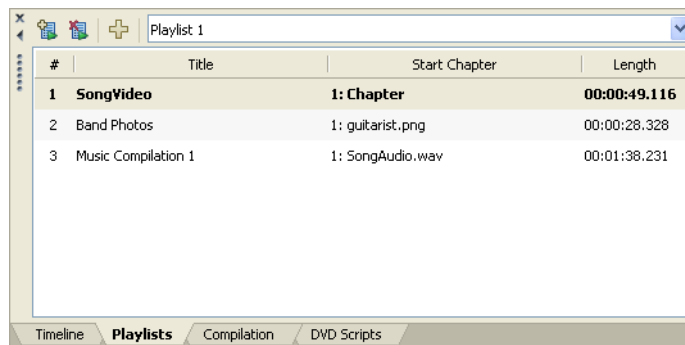 Playlist 1
# Title Start Chapter Length
1 SongVideo 1: Chapter 00:00:49.116
2 Band Photos 1: guitarist.png 00:00:28.328
3 Music Compilation 1 1: SongAudio.wav 00:01:38.231
Timeline Playlists Compilation DVD Scripts